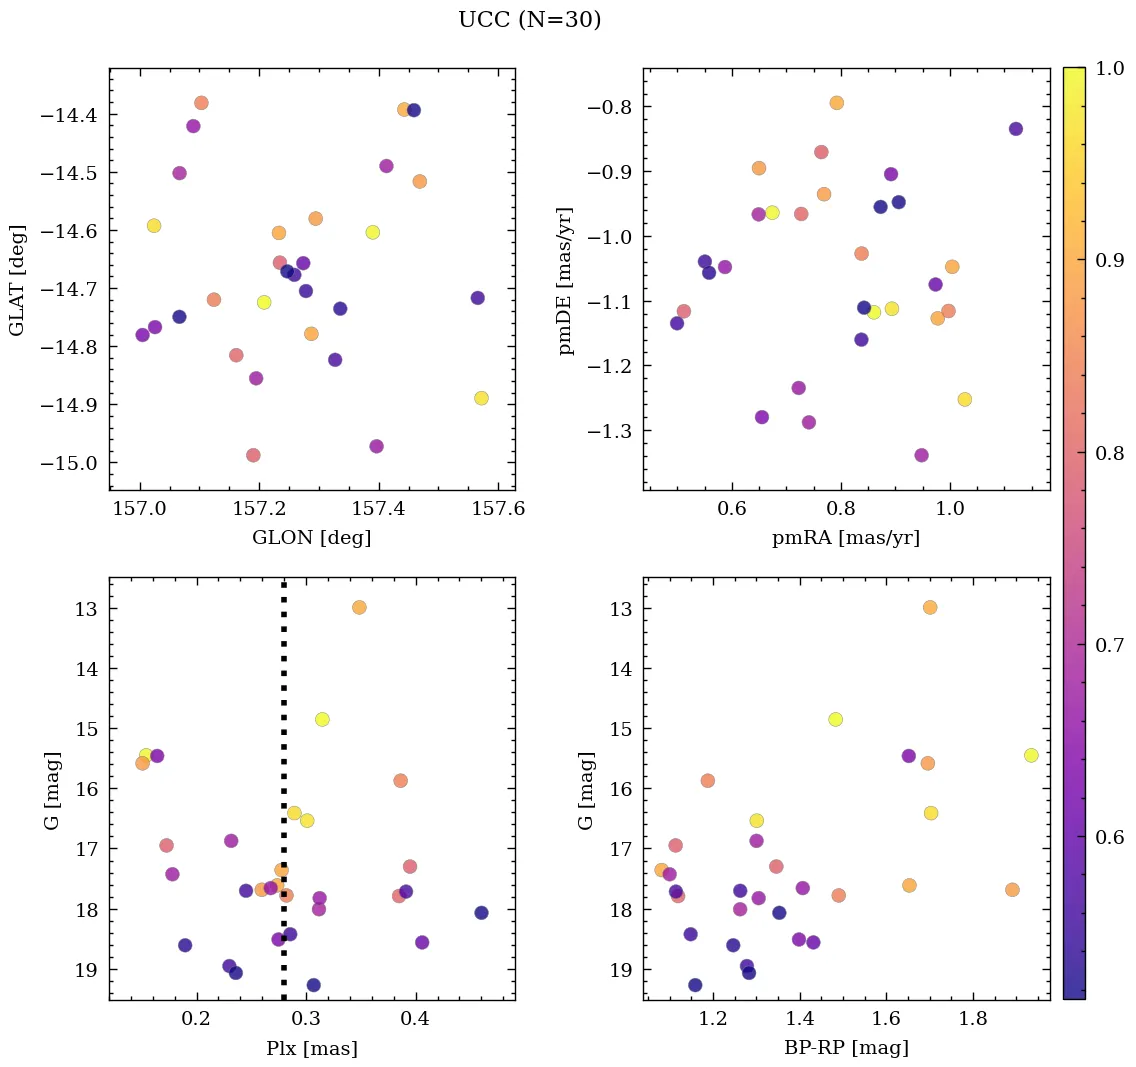 UCC (N=30)
−14.4
−14.5
−14.6
−14.7
−14.8
−14.9
−15.0
GLAT [deg]
157.0 157.2 157.4 157.6
GLON [deg]
−0.8
−0.9
−1.0
−1.1
−1.2
−1.3
pmDE [mas/yr]
0.6 0.8 1.0
pmRA [mas/yr]
13
14
15
16
17
18
19
G [mag]
0.2 0.3 0.4
Plx [mas]
13
14
15
16
17
18
19
G [mag]
1.2 1.4 1.6 1.8
BP-RP [mag]
1.0
0.9
0.8
0.7
0.6